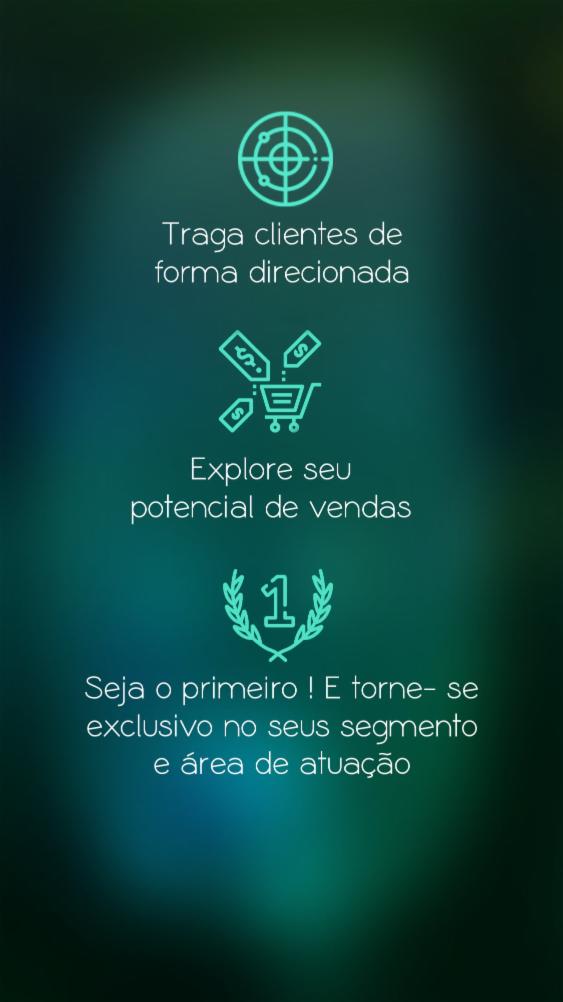 Traga clientes de
forma direcionada
$
$
$
Explore seu
potencial de vendas
1
Seja o primeiro ! E torne- se
exclusivo no seus segmento
e área de atuação